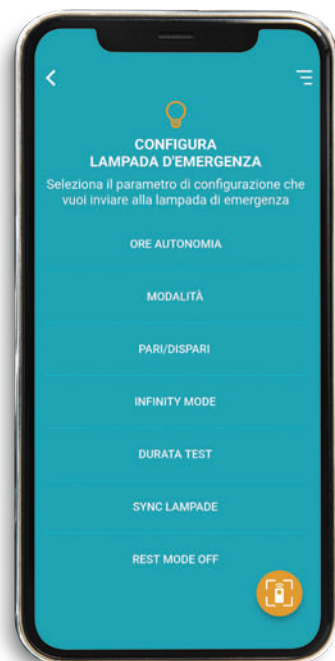 CONFIGURA
LAMPADA D'EMERGENZA
Seleziona il parametro di configurazione che
vuoi inviare alla lampada di emergenza
ORE AUTONOMIA
MODALITÀ
PARI/DISPARI
INFINITY MODE
DURATA TEST
SYNC LAMPADE
REST MODE OFF